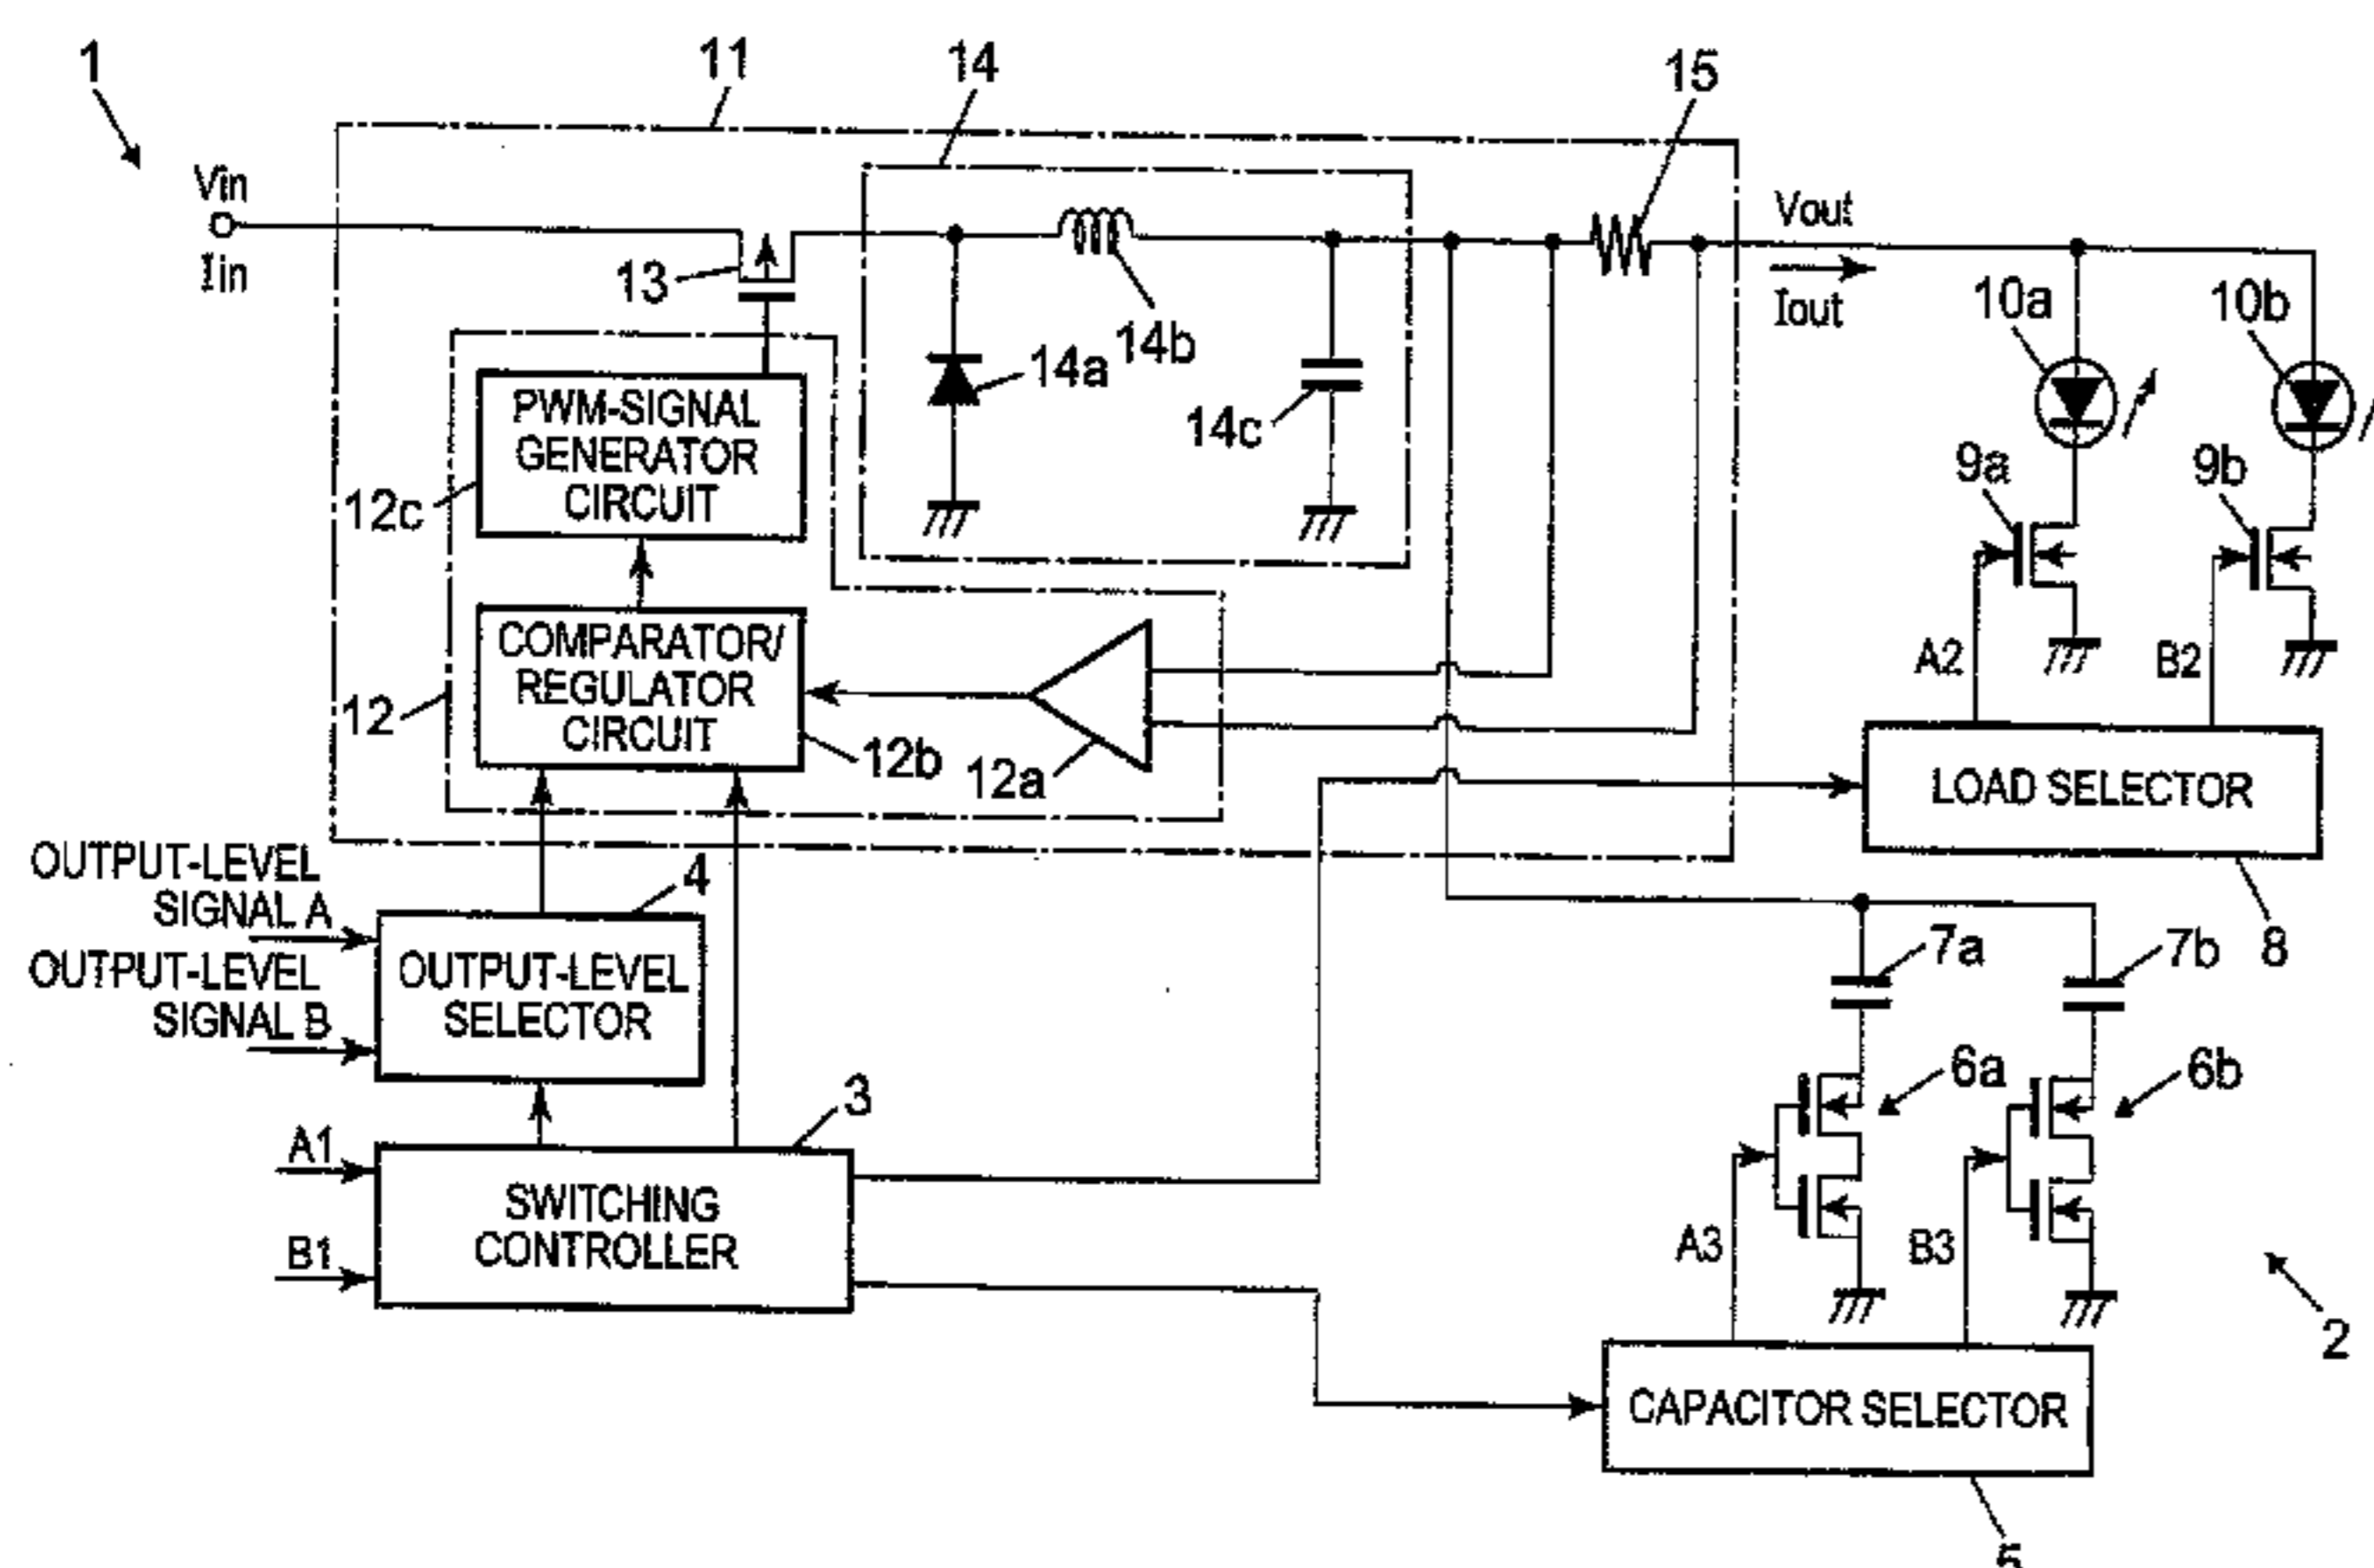 1
11
14
15
Vin
Iin
13
14a
14b
14c
Vout
Iout
10a
10b
PWM-SIGNAL
GENERATOR
CIRCUIT
12c
9a
9b
COMPARATOR/
REGULATOR
CIRCUIT
12
12b
12a
A2
B2
LOAD SELECTOR
8
OUTPUT-LEVEL
SIGNAL A
OUTPUT-LEVEL
SIGNAL B
4
OUTPUT-LEVEL
SELECTOR
7a
7b
6a
6b
A1
B1
3
SWITCHING
CONTROLLER
A3
B3
2
CAPACITOR SELECTOR
5